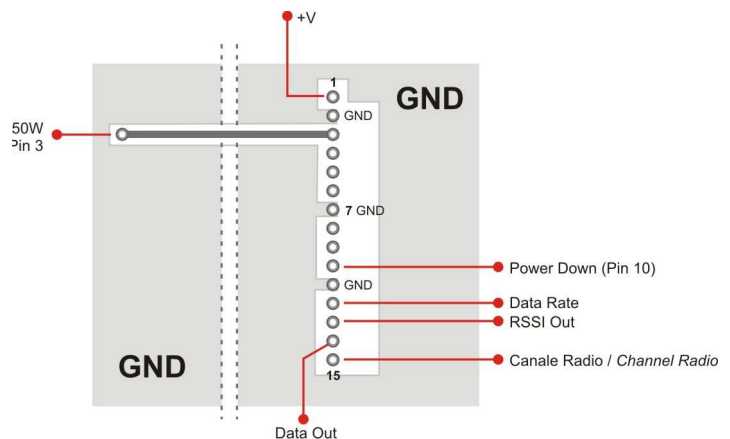 +V
1
GND
GND
50W
Pin 3
7 GND
Power Down (Pin 10)
GND
Data Rate
RSSI Out
Canale Radio / Channel Radio
GND
15
Data Out